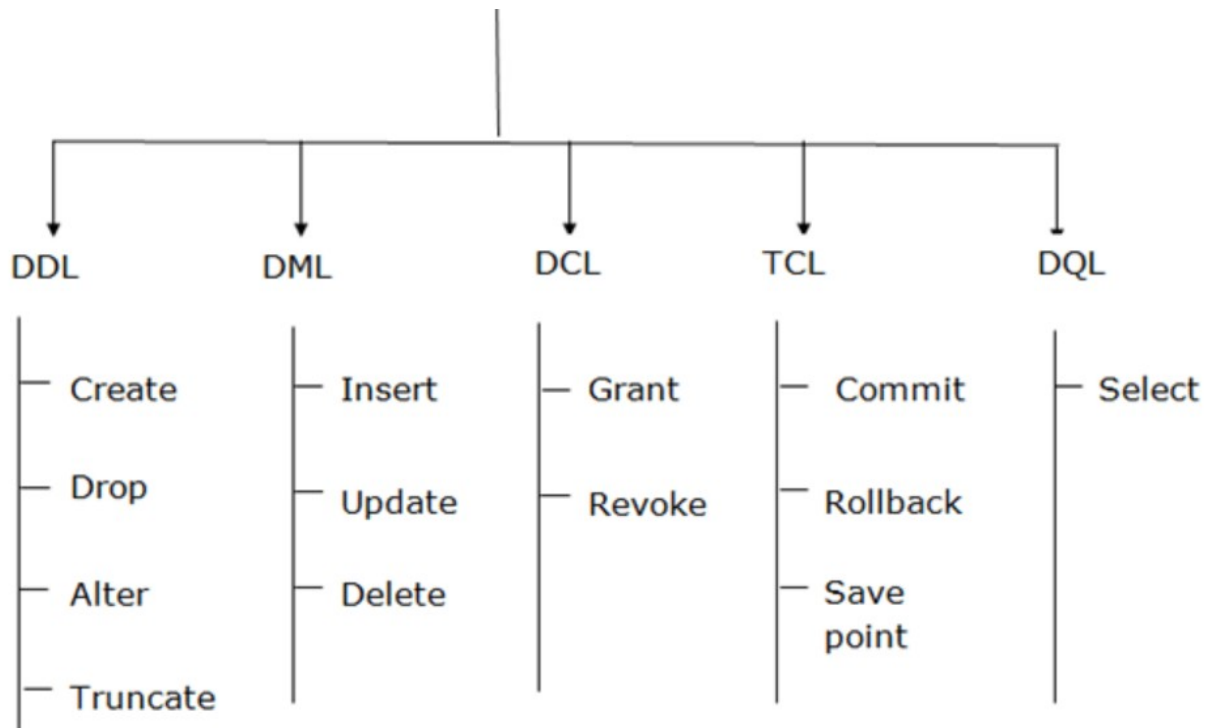 DDL
DML
DCL
TCL
DQL
Create
Drop
Alter
Truncate
Insert
Update
Delete
Grant
Revoke
Commit
Rollback
Save
point
Select